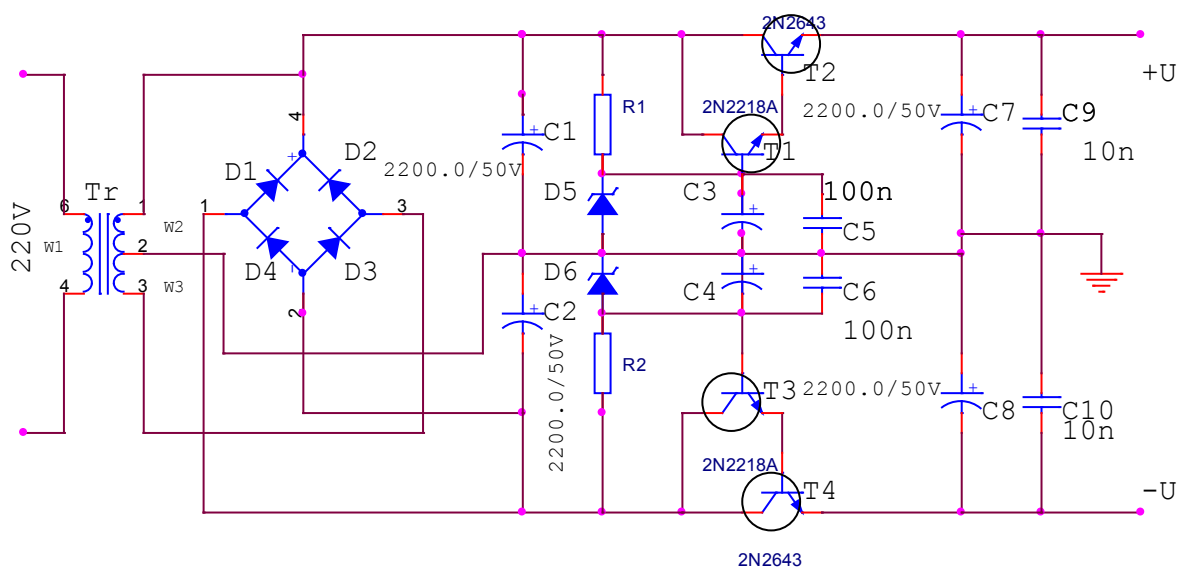 2N2643
T2
+U
4
R1
2N2218A
2200.0/50V
C7
C9
C1
D2
T1
10n
2200.0/50V
D1
Tr
D5
C3
100n
6
1
1
3
W2
220V
W1
2
C5
D4
D3
D6
W3
4
3
C4
C6
2
C2
100n
2200.0/50V
R2
T3
2200.0/50V
C8
C10
10n
2N2218A
T4
-U
2N2643